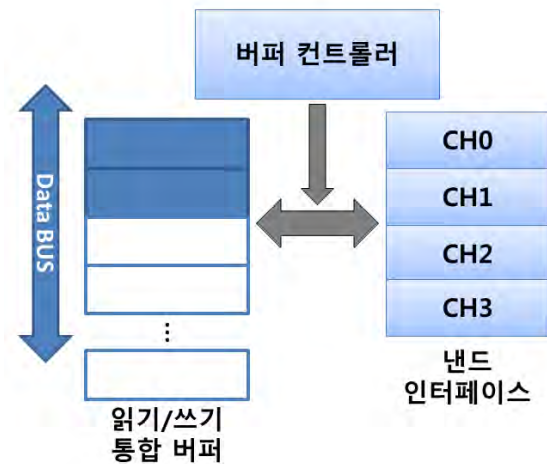 버퍼 컨트롤러
Data BUS
CH0
CH1
CH2
CH3
⋮
읽기/쓰기
통합 버퍼
낸드
인터페이스